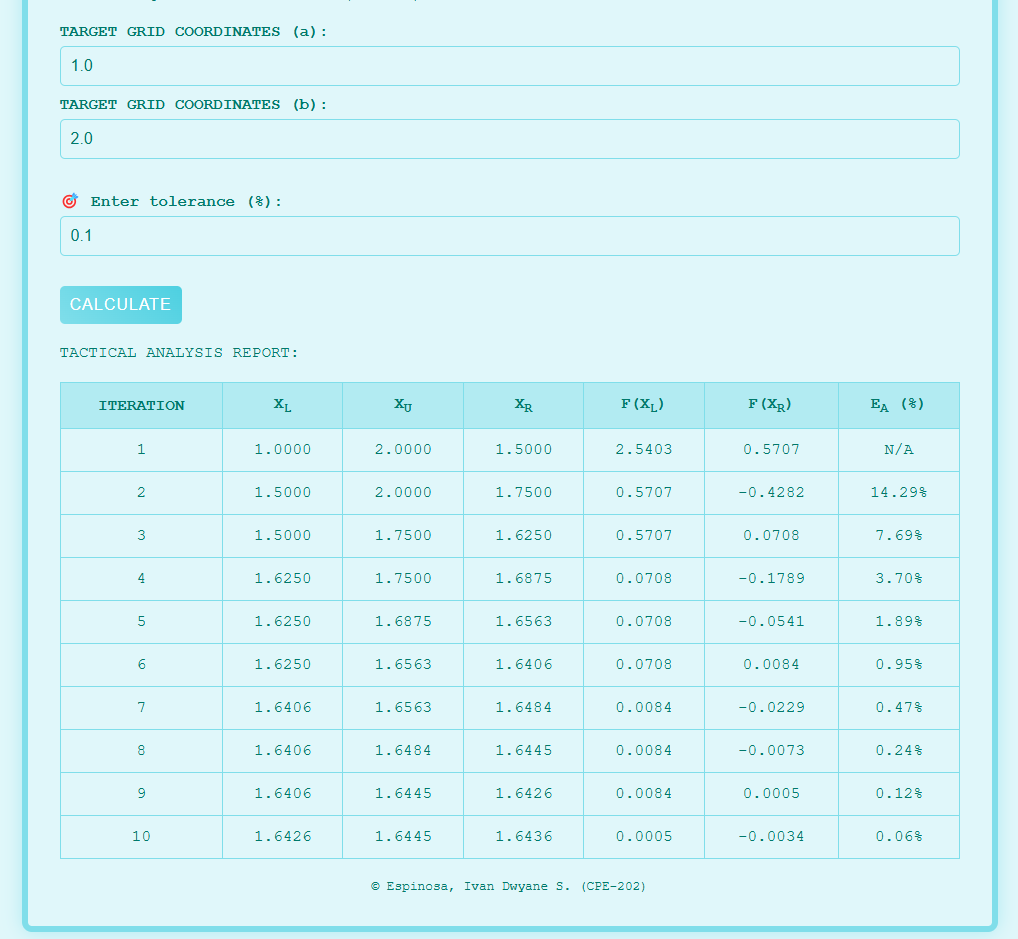 TARGET GRID COORDINATES (a):
1.0
TARGET GRID COORDINATES (b):
2.0
🎯 Enter tolerance (%):
0.1
CALCULATE
TACTICAL ANALYSIS REPORT:
ITERATION XL XU XR F(XL) F(XR) EA (%)
1 1.0000 2.0000 1.5000 2.5403 0.5707 N/A
2 1.5000 2.0000 1.7500 0.5707 -0.4282 14.29%
3 1.5000 1.7500 1.6250 0.5707 0.0708 7.69%
4 1.6250 1.7500 1.6875 0.0708 -0.1789 3.70%
5 1.6250 1.6875 1.6563 0.0708 -0.0541 1.89%
6 1.6250 1.6563 1.6406 0.0708 0.0084 0.95%
7 1.6406 1.6563 1.6484 0.0084 -0.0229 0.47%
8 1.6406 1.6484 1.6445 0.0084 -0.0073 0.24%
9 1.6406 1.6445 1.6426 0.0084 0.0005 0.12%
10 1.6426 1.6445 1.6436 0.0005 -0.0034 0.06%
© Espinosa, Ivan Dwyane S. (CPE-202)